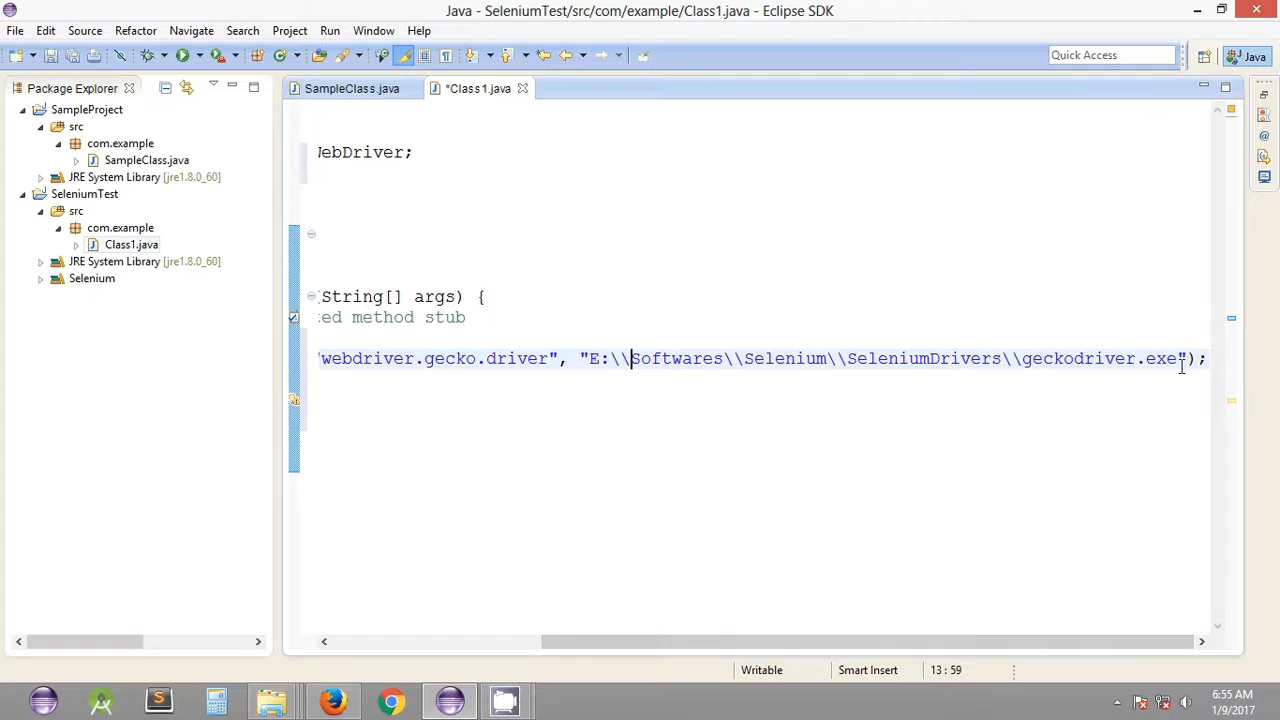 Java - SeleniumTest/src/com/example/Class1.java - Eclipse SDK
File Edit Source Refactor Navigate Search Project Run Window Help
Quick Access
Java
Package Explorer
SampleClass.java
*Class1.java
SampleProject
src
com.example
SampleClass.java
JRE System Library [jre1.8.0_60]
SeleniumTest
src
com.example
Class1.java
JRE System Library [jre1.8.0_60]
Selenium
WebDriver;
String[] args) {
ted method stub
"webdriver.gecko.driver", "E:\\Softwares\\Selenium\\SeleniumDrivers\\geckodriver.exe");
Writable
Smart Insert
13 : 59
6:55 AM
1/9/2017